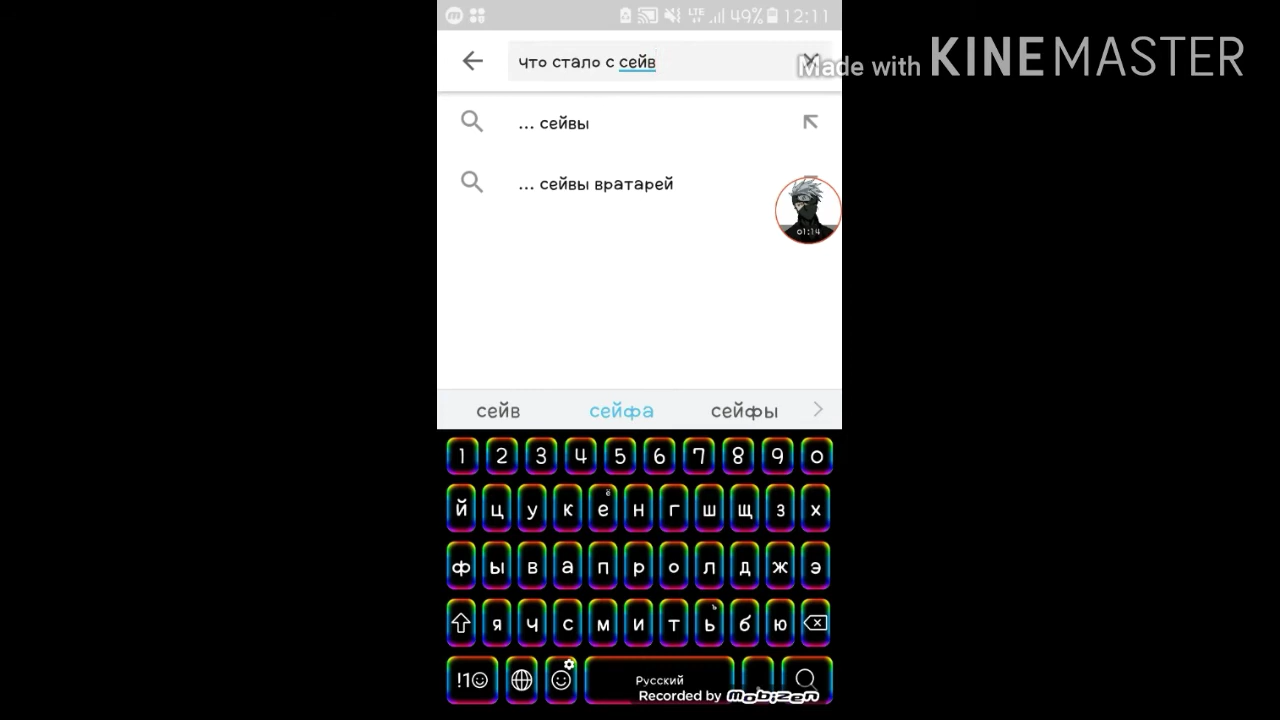 LTE 49% 12:11
что стало с сейв
Made with KINEMASTER
... сейвы
... сейвы вратарей
01:14
сейв сейфа сейфы
1 2 3 4 5 6 7 8 9 0
й ц у к е ё н г ш щ з х
ф ы в а п р о л д ж э
я ч с м и т ь ъ б ю
!1☺ Русский
Recorded by Mobizen